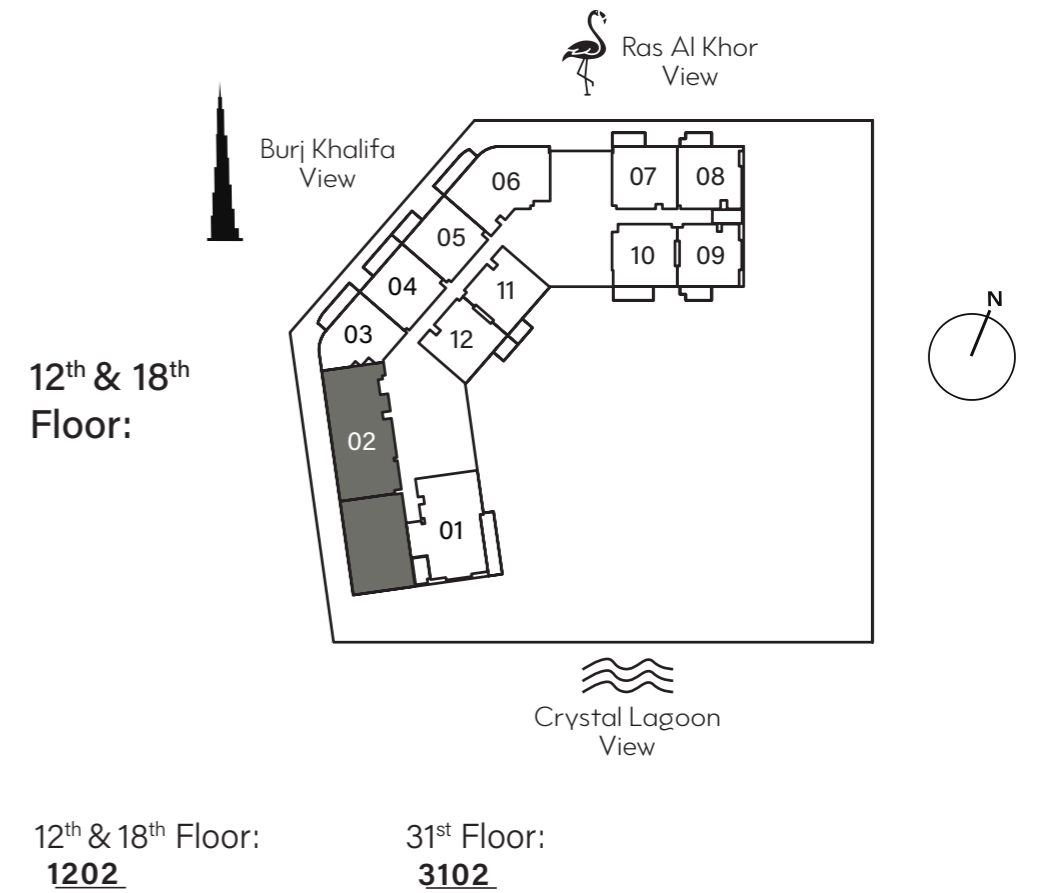 Ras Al Khor
View
Burj Khalifa
View
06
07
08
05
10
09
04
11
N
03
12
12th & 18th
Floor:
02
01
Crystal Lagoon
View
12th & 18th Floor:
1202
31st Floor:
3102